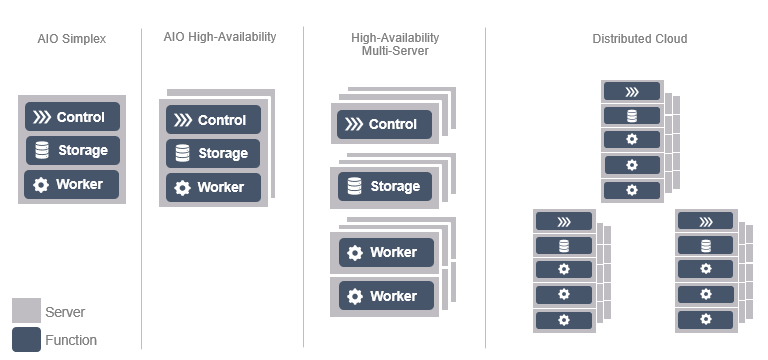 AIO Simplex
AIO High-Availability
High-Availability
Multi-Server
Distributed Cloud
Control
Storage
Worker
Control
Storage
Worker
Control
Storage
Worker
Worker
Server
Function